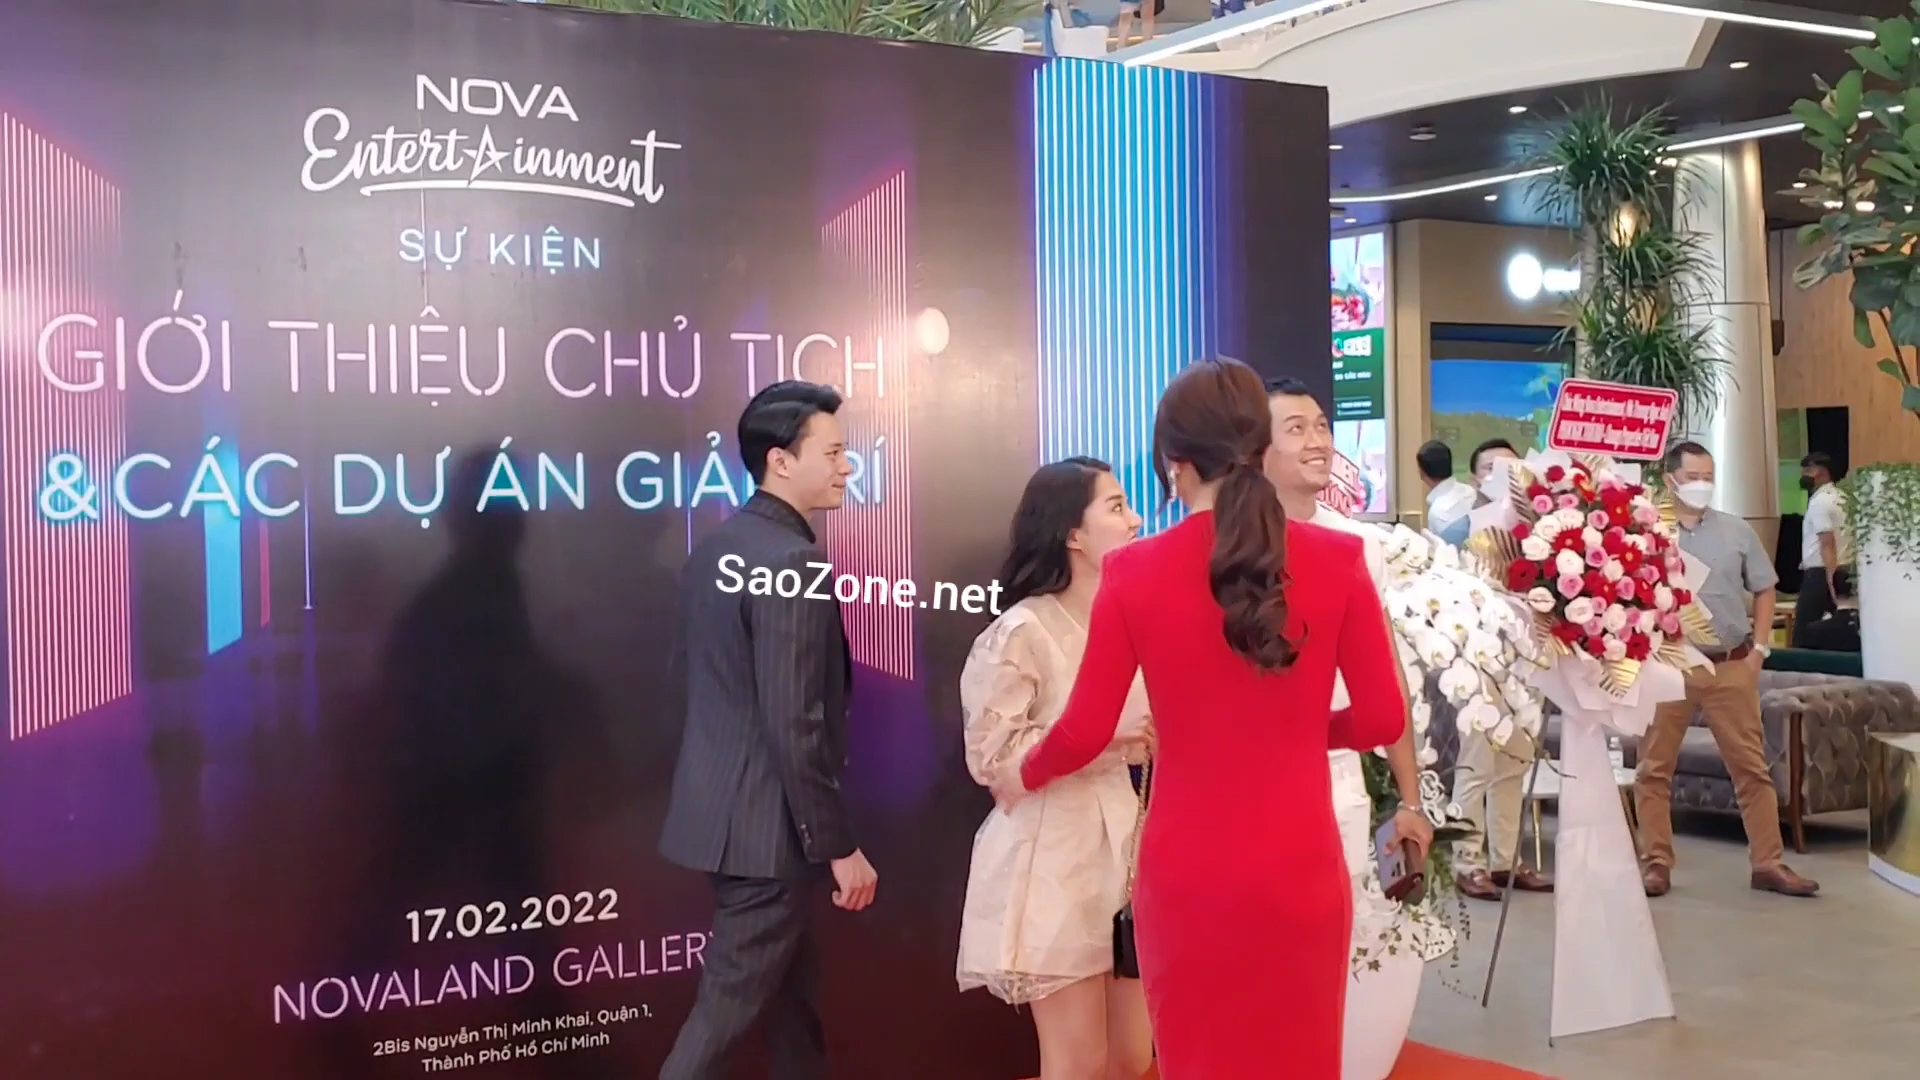 NOVA
Entertainment
SỰ KIỆN
GIỚI THIỆU CHỦ TỊCH
& CÁC DỰ ÁN GIẢI TRÍ
SaoZone.net
17.02.2022
NOVALAND GALLERY
2Bis Nguyễn Thị Minh Khai, Quận 1,
Thành Phố Hồ Chí Minh